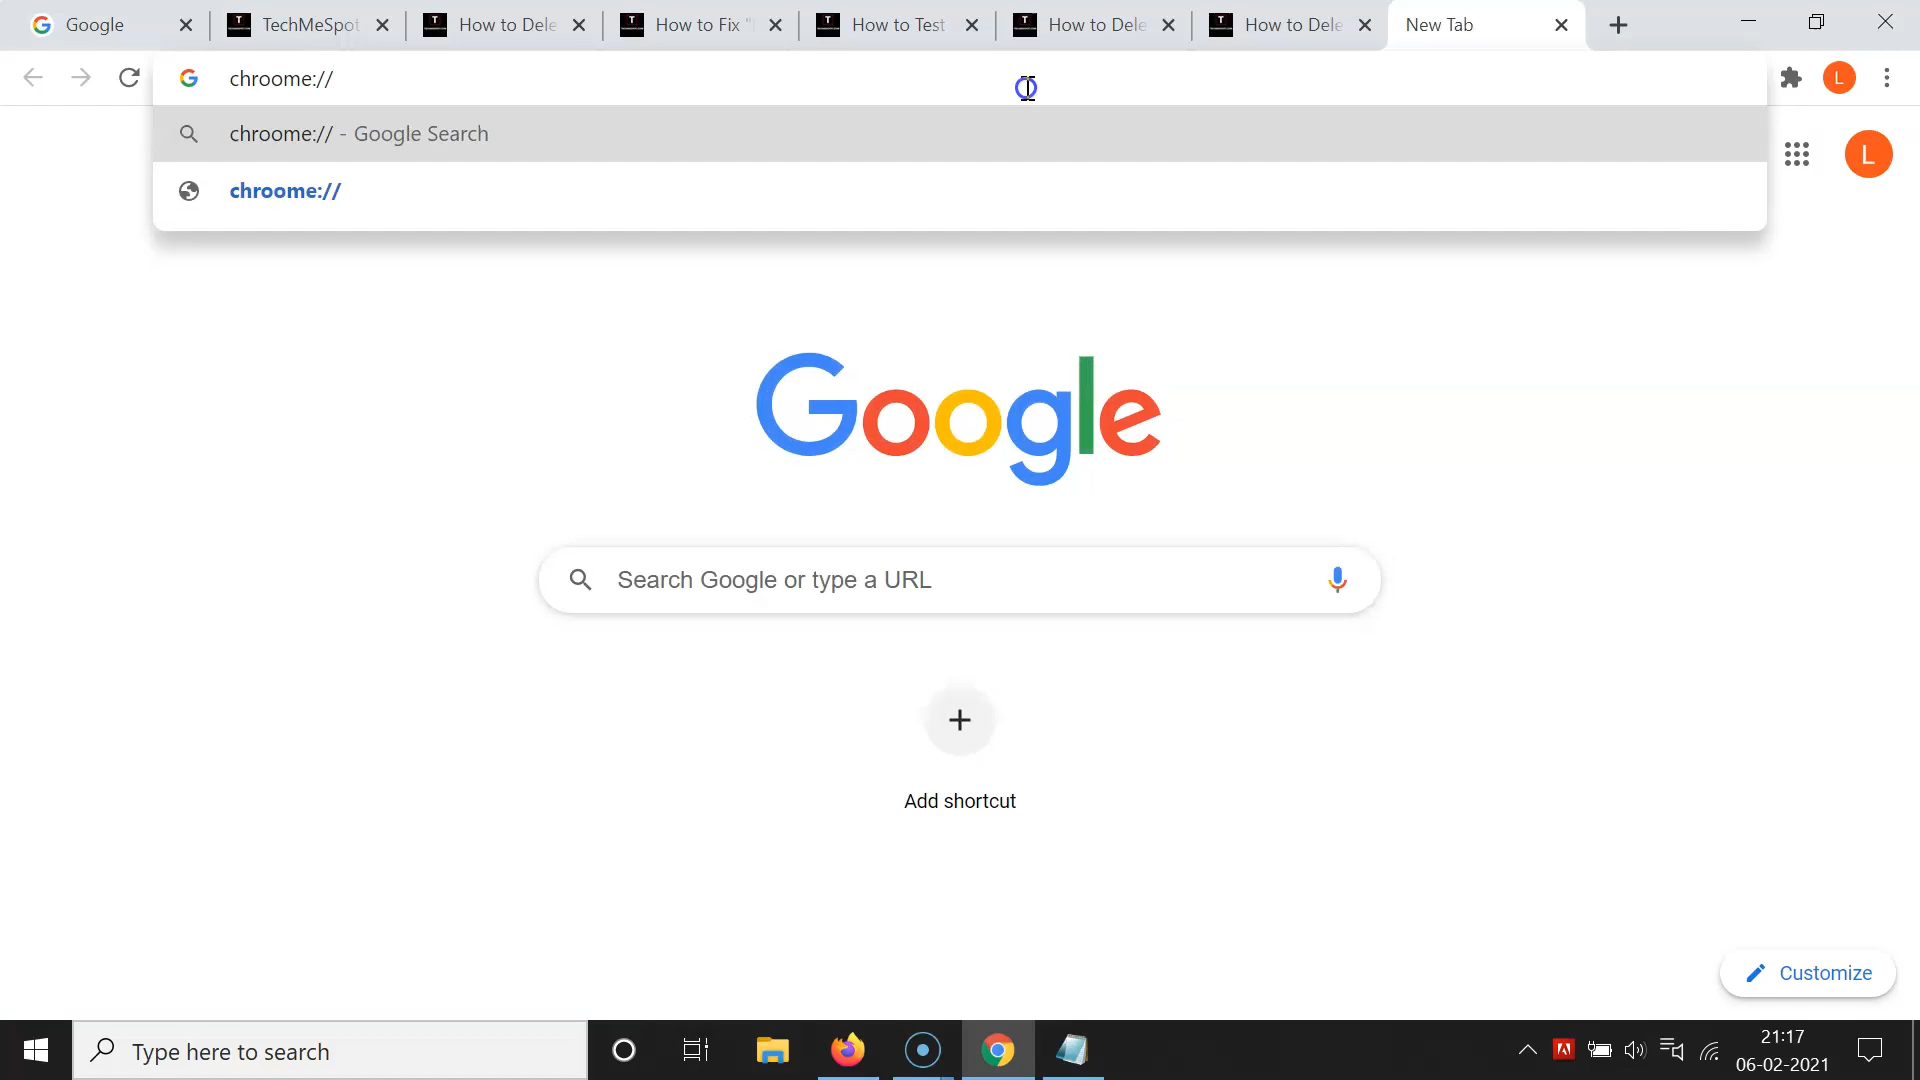 Google
TechMeSpot
How to Dele
How to Fix "
How to Test
How to Dele
How to Dele
New Tab
chroome://
L
chroome:// - Google Search
chroome://
L
Google
Search Google or type a URL
Add shortcut
Customize
Type here to search
21:17
06-02-2021